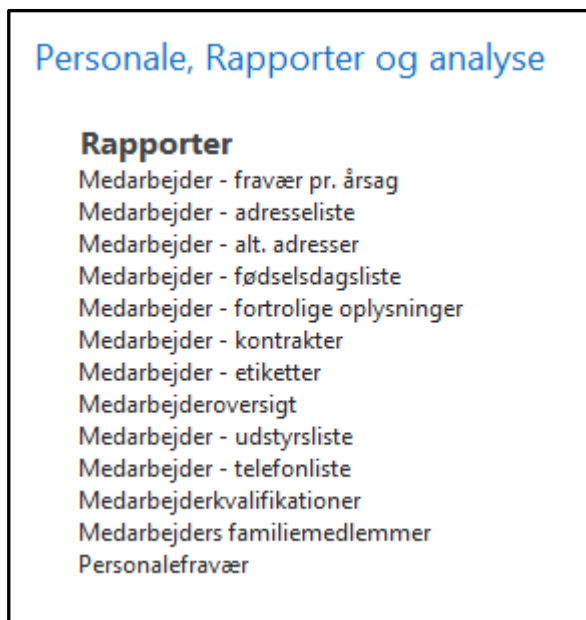 Personale, Rapporter og analyse
Rapporter
Medarbejder - fravær pr. årsag
Medarbejder - adresseliste
Medarbejder - alt. adresser
Medarbejder - fødselsdagsliste
Medarbejder - fortrolige oplysninger
Medarbejder - kontrakter
Medarbejder - etiketter
Medarbejderoversigt
Medarbejder - udstyrsliste
Medarbejder - telefonliste
Medarbejderkvalifikationer
Medarbejders familiemedlemmer
Personalefravær